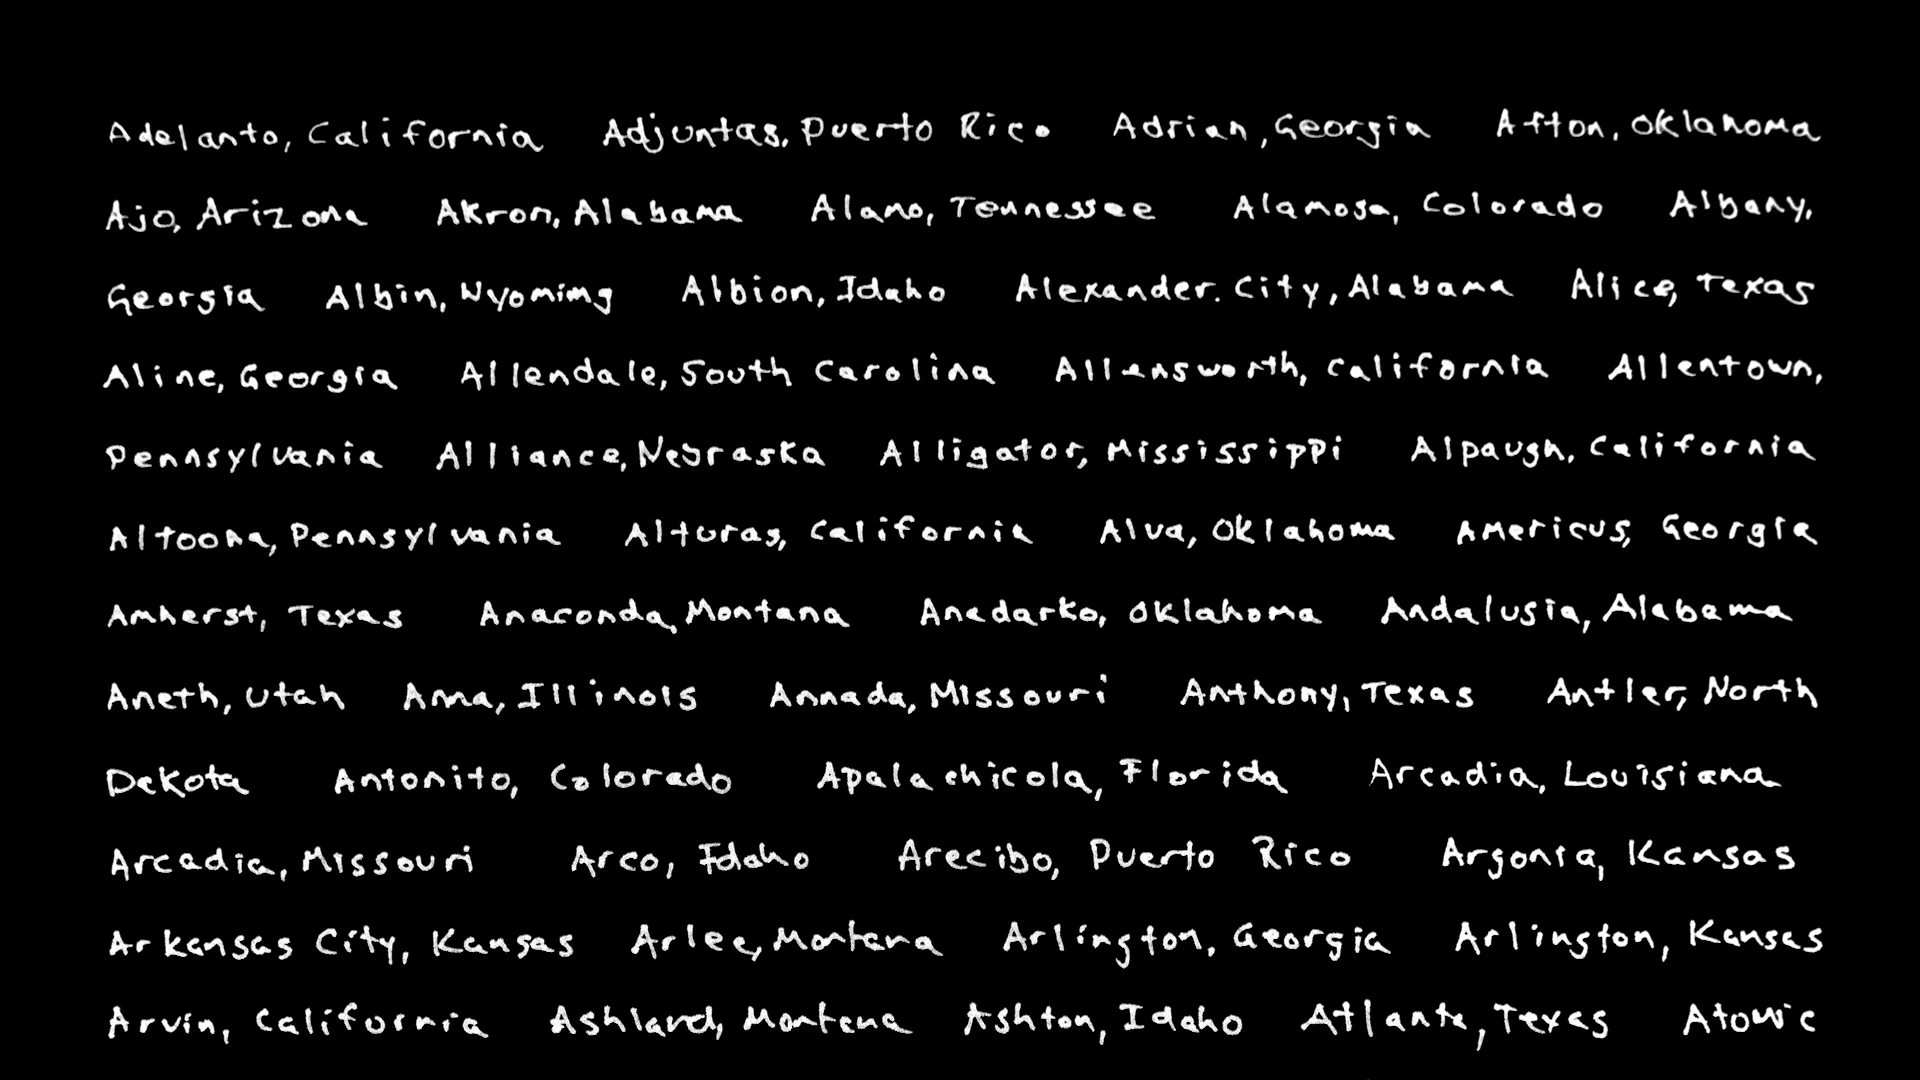 Adelanto, California Adjuntas, Puerto Rico Adrian, Georgia Afton, Oklahoma
Ajo, Arizona Akron, Alabama Alamo, Tennessee Alamosa, Colorado Albany,
Georgia Albin, Wyoming Albion, Idaho Alexander City, Alabama Alice, Texas
Aline, Georgia Allendale, South Carolina Allensworth, California Allentown,
Pennsylvania Alliance, Nebraska Alligator, Mississippi Alpaugh, California
Altoona, Pennsylvania Alturas, California Alva, Oklahoma Americus, Georgia
Amherst, Texas Anaconda, Montana Anadarko, Oklahoma Andalusia, Alabama
Aneth, Utah Anna, Illinois Annada, Missouri Anthony, Texas Antler, North
Dakota Antonito, Colorado Apalachicola, Florida Arcadia, Louisiana
Arcadia, Missouri Arco, Idaho Arecibo, Puerto Rico Argonia, Kansas
Arkansas City, Kansas Arlee, Montana Arlington, Georgia Arlington, Kansas
Arvin, California Ashland, Montana Ashton, Idaho Atlanta, Texas Atomic